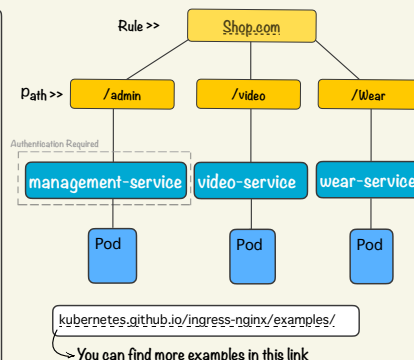 Rule >>
Shop.com
Path >>
/admin
/video
/Wear
Authentication Required
management-service
video-service
wear-service
Pod
Pod
Pod
kubernetes.github.io/ingress-nginx/examples/
You can find more examples in this link